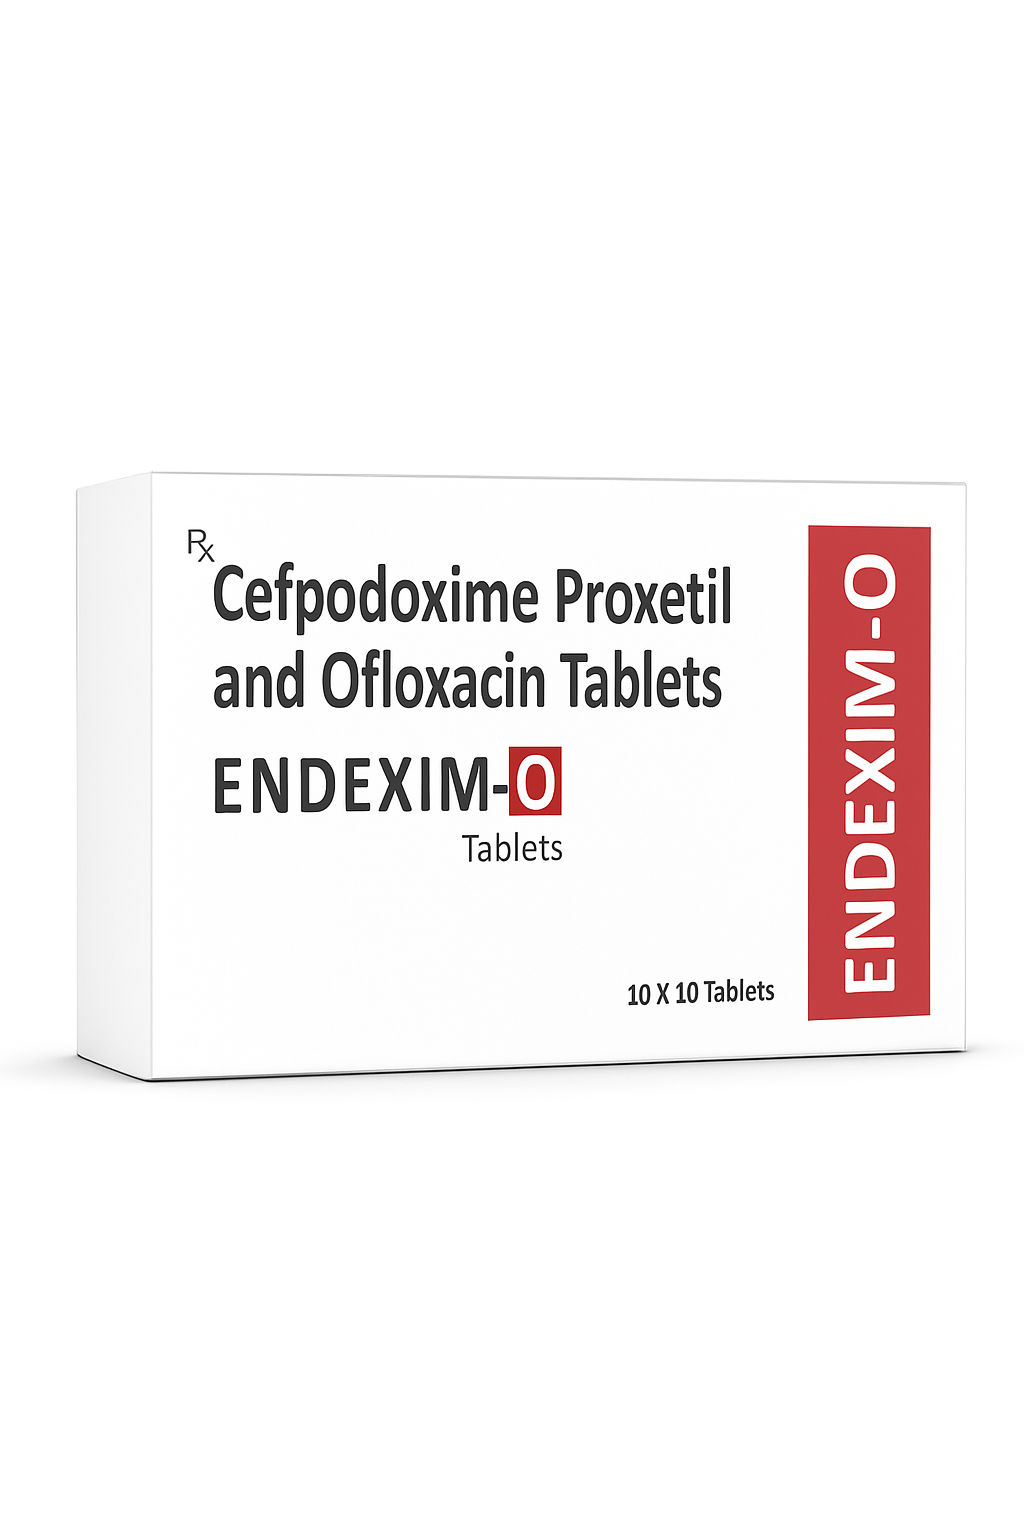 Rx
Cefpodoxime Proxetil
and Ofloxacin Tablets
ENDEXIM-O
Tablets
10 X 10 Tablets
ENDEXIM-O